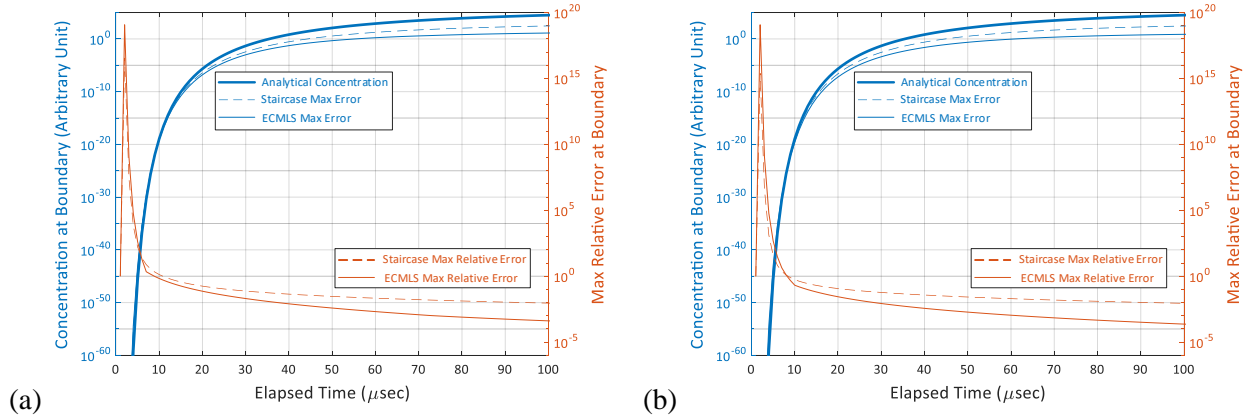 Concentration at Boundary (Arbitrary Unit)
10^0
10^-10
10^-20
10^-30
10^-40
10^-50
10^-60
Analytical Concentration
Staircase Max Error
ECMLS Max Error
Staircase Max Relative Error
ECMLS Max Relative Error
10^20
10^15
10^10
10^5
10^0
10^-5
Max Relative Error at Boundary
0 10 20 30 40 50 60 70 80 90 100
Elapsed Time (μsec)
(a)
Concentration at Boundary (Arbitrary Unit)
10^0
10^-10
10^-20
10^-30
10^-40
10^-50
10^-60
Analytical Concentration
Staircase Max Error
ECMLS Max Error
Staircase Max Relative Error
ECMLS Max Relative Error
10^20
10^15
10^10
10^5
10^0
10^-5
Max Relative Error at Boundary
0 10 20 30 40 50 60 70 80 90 100
Elapsed Time (μsec)
(b)